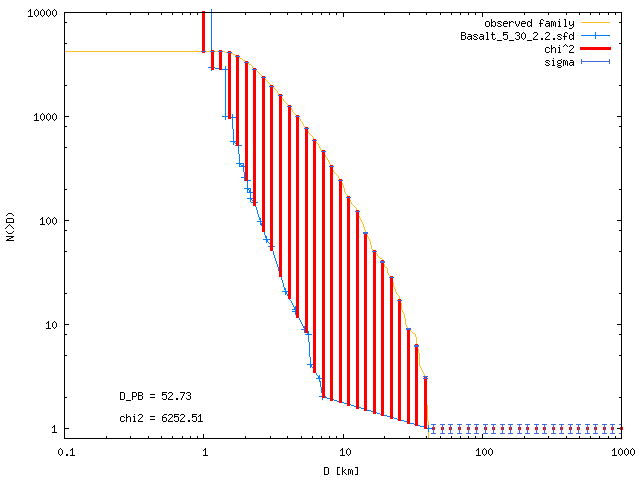 10000
1000
100
10
1
N(>D)
observed family
Basalt_5_30_2.2.sfd
chi^2
sigma
D_PB = 52.73
chi2 = 6252.51
0.1 1 10 100 1000
D [km]